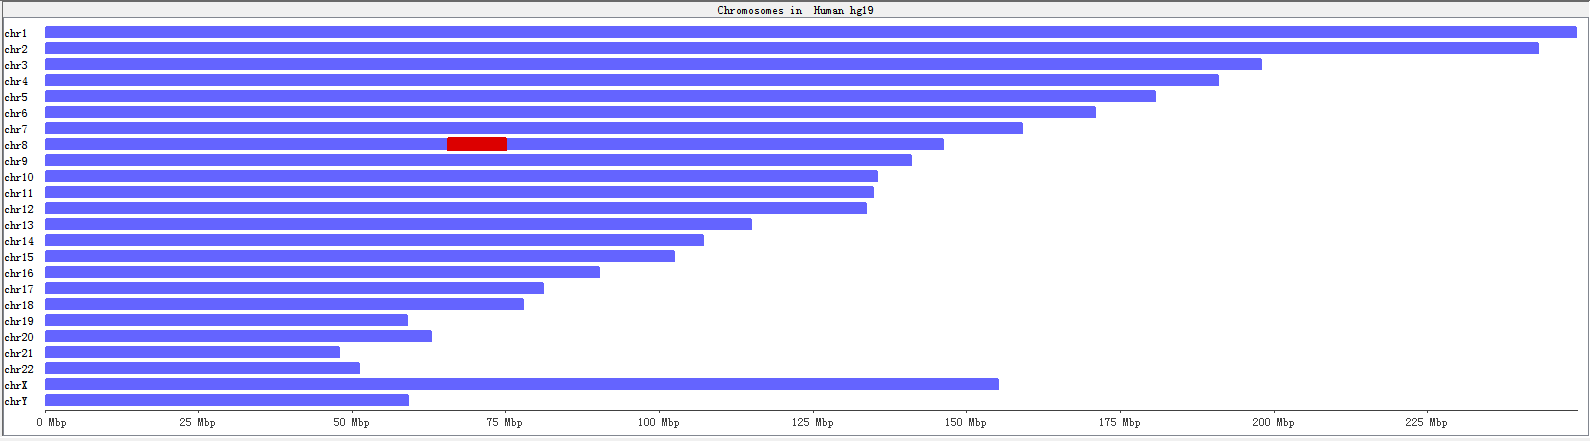 Chromosomes in Human hg19
chr1
chr2
chr3
chr4
chr5
chr6
chr7
chr8
chr9
chr10
chr11
chr12
chr13
chr14
chr15
chr16
chr17
chr18
chr19
chr20
chr21
chr22
chrX
chrY
0 Mbp 25 Mbp 50 Mbp 75 Mbp 100 Mbp 125 Mbp 150 Mbp 175 Mbp 200 Mbp 225 Mbp